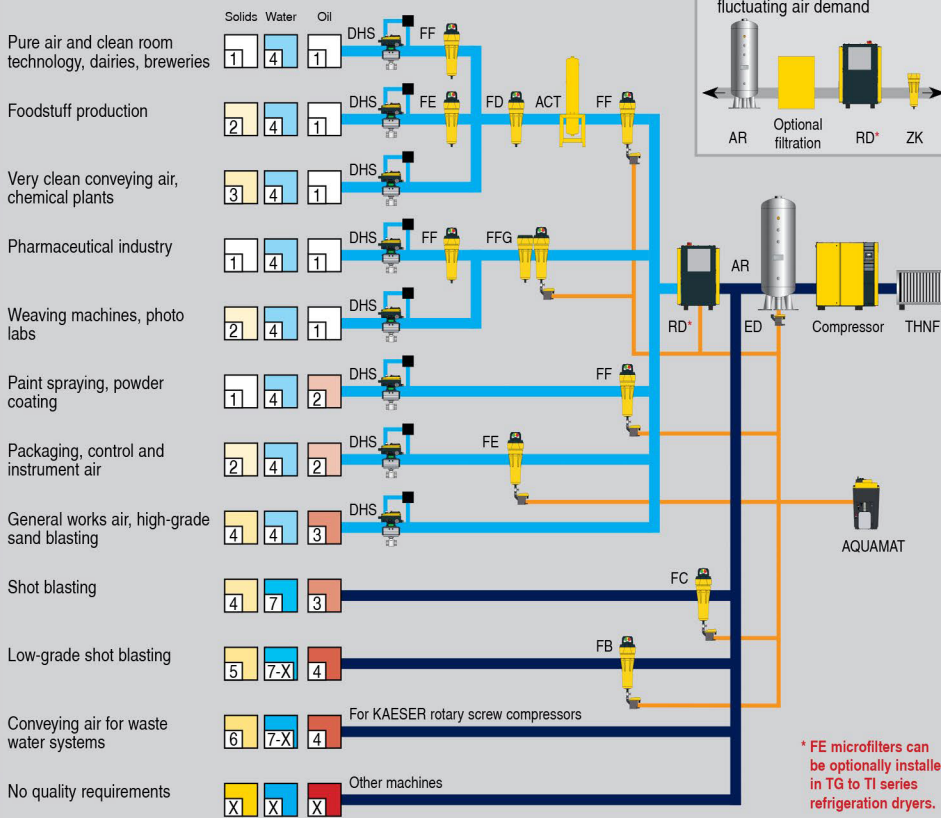 fluctuating air demand
AR
Optional
filtration
RD*
ZK
Solids Water Oil
Pure air and clean room
technology, dairies, breweries
1 4 1
DHS FF
Foodstuff production
2 4 1
DHS FE FD ACT FF
Very clean conveying air,
chemical plants
3 4 1
DHS
Pharmaceutical industry
1 4 1
DHS FF FFG
Weaving machines, photo
labs
2 4 1
DHS
AR
RD* ED Compressor THNF
Paint spraying, powder
coating
1 4 2
DHS FF
Packaging, control and
instrument air
2 4 2
DHS FE
General works air, high-grade
sand blasting
4 4 3
DHS
AQUAMAT
Shot blasting
4 7 3
FC
Low-grade shot blasting
5 7-X 4
FB
Conveying air for waste
water systems
6 7-X 4
For KAESER rotary screw compressors
No quality requirements
X X X
Other machines
* FE microfilters can
be optionally installe
in TG to TI series
refrigeration dryers.